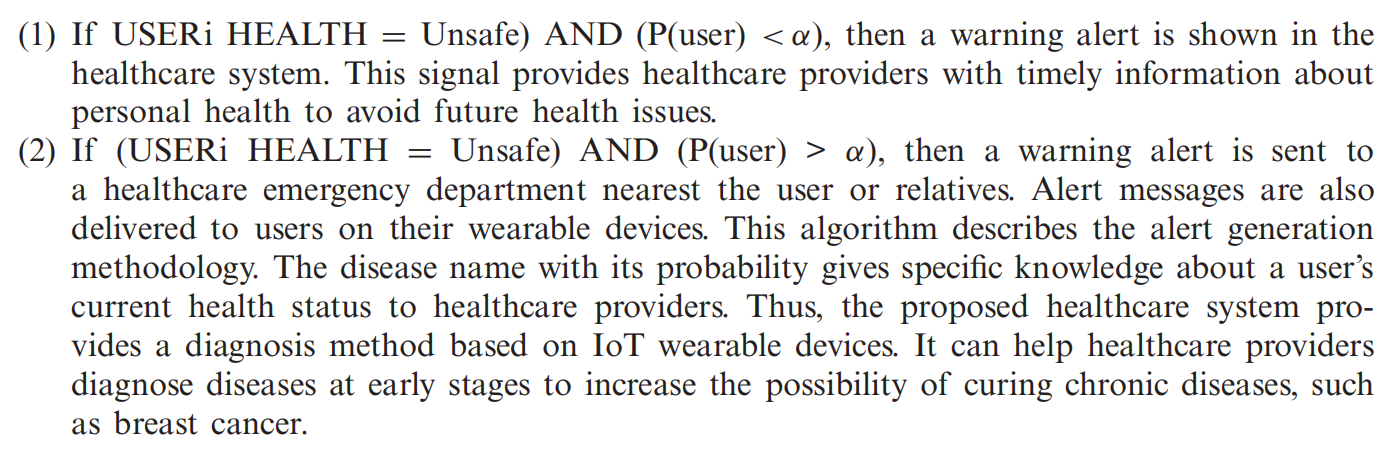 (1) If USERi HEALTH = Unsafe) AND (P(user) < α), then a warning alert is shown in the
healthcare system. This signal provides healthcare providers with timely information about
personal health to avoid future health issues.
(2) If (USERi HEALTH = Unsafe) AND (P(user) > α), then a warning alert is sent to
a healthcare emergency department nearest the user or relatives. Alert messages are also
delivered to users on their wearable devices. This algorithm describes the alert generation
methodology. The disease name with its probability gives specific knowledge about a user's
current health status to healthcare providers. Thus, the proposed healthcare system pro-
vides a diagnosis method based on IoT wearable devices. It can help healthcare providers
diagnose diseases at early stages to increase the possibility of curing chronic diseases, such
as breast cancer.